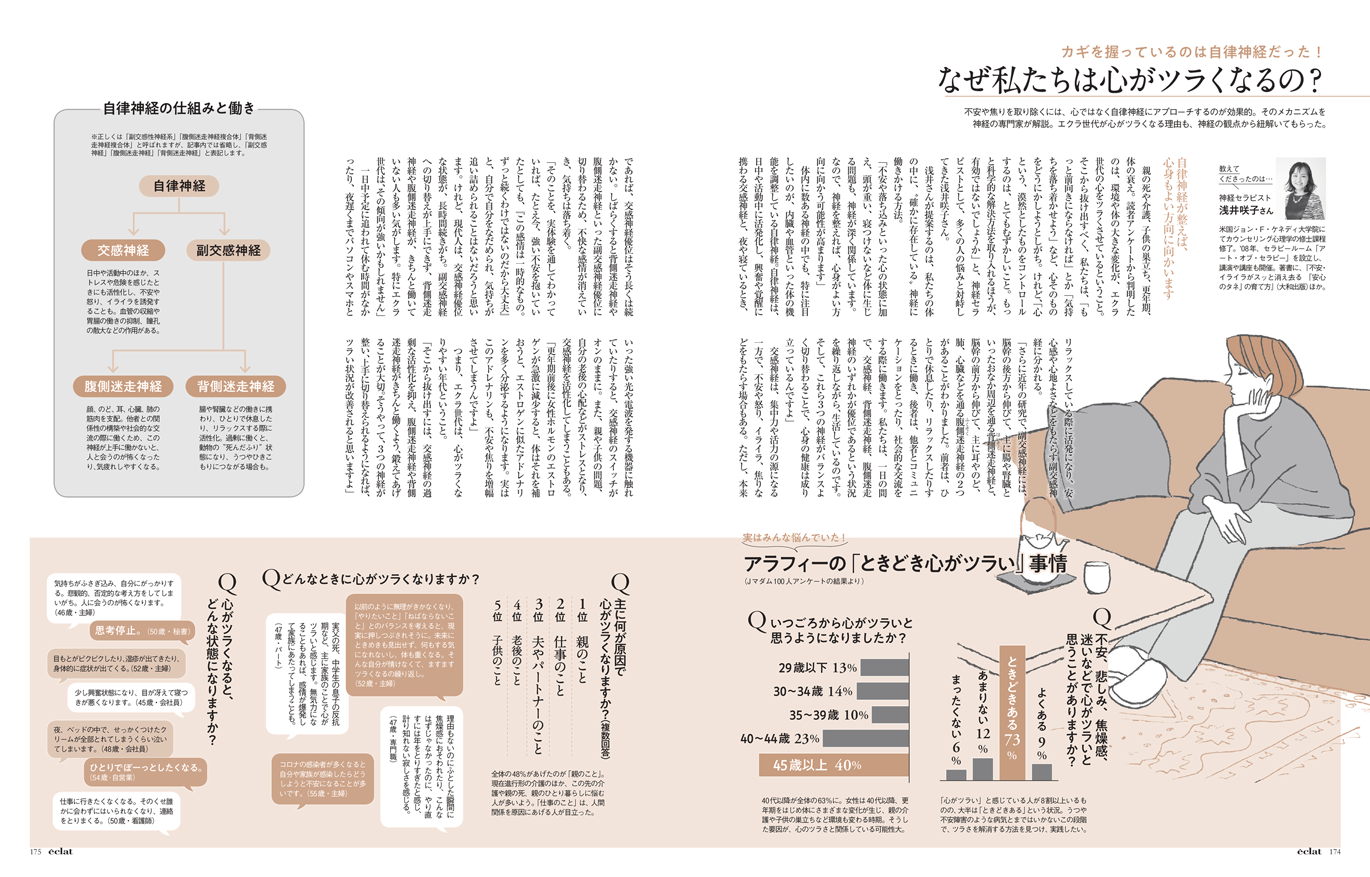 カギを握っているのは自律神経だった！
なぜ私たちは心がツラくなるの？
不安や焦りを取り除くには、心ではなく自律神経にアプローチするのが効果的。そのメカニズムを
神経の専門家が解説。エクラ世代が心がツラくなる理由も、神経の観点から紐解いてもらった。
教えて
くださったのは…
神経セラピスト
浅井咲子さん
米国ジョン・F・ケネディ大学院に
てカウンセリング心理学の修士課程
修了。'08年、セラピールーム「ア
ート・オブ・セラピー」を設立し、
講演や講座も開催。著書に、『不安・
イライラがスッと消え去る 「安心
のタネ」の育て方』（大和出版）ほか。
自律神経が整えば、
心身もよい方向に向かいます
親の死や介護、子供の巣立ち、更年期、
体の衰え。読者アンケートから判明した
のは、環境や体の大きな変化が、エクラ
世代の心をツラくさせているということ。
そこから抜け出すべく、私たちは、「も
っと前向きにならなければ」とか「気持
ちを落ち着かせよう」など、心そのもの
をどうにかしようとしがち。けれど「“心”
という、漠然としたものをコントロール
するのは、とてもむずかしいこと。もっ
と科学的な解決方法を取り入れるほうが、
有効ではないでしょうか」と、神経セラ
ピストとして、多くの人の悩みと対峙し
てきた浅井咲子さん。
浅井さんが提案するのは、私たちの体
の中に、“確かに存在している。神経に
働きかける方法。
「不安や落ち込みといった心の状態に加
え、頭が重い、寝つけないなど体に生じ
る問題も、神経が深く関係しています。
なので、神経を整えれば、心身がよい方
向に向かう可能性が高まります」
体内に数ある神経の中でも、特に注目
したいのが、内臓や血管といった体の機
能を調整している自律神経。自律神経は、
日中や活動中に活発化し、興奮や覚醒に
携わる交感神経と、夜や寝ているとき、
リラックスしている際に活発になり、安
心感や心地よさなどをもたらす副交感神
経に分かれる。
「さらに近年の研究で、副交感神経には、
脳幹の後方から伸びて、主に腸や腎臓と
いったおなか周辺を通る背側迷走神経と、
脳幹の前方から伸びて、主に耳やのど、
肺、心臓などを通る腹側迷走神経の2つ
があることがわかりました。前者は、ひ
とりで休息したり、リラックスしたりす
るときに働き、後者は、他者とコミュニ
ケーションをとったり、社会的な交流を
する際に働きます。私たちは、一日の間
で、交感神経、背側迷走神経、腹側迷走
神経のいずれかが優位であるという状況
を繰り返しながら、生活しているのです。
そして、これら3つの神経がバランスよ
く切り替わることで、心身の健康は成り
立っているんですよ」
交感神経は、集中力や活力の源になる
一方で、不安や怒り、イライラ、焦りな
どをもたらす場合もある。ただし、本来
であれば、交感神経優位はそう長くは続
かない。しばらくすると背側迷走神経や
腹側迷走神経といった副交感神経優位に
切り替わるため、不快な感情が消えてい
き、気持ちは落ち着く。
「そのことを、実体験を通してわかって
いれば、たとえ今、強い不安を抱いてい
たとしても、『この感情は一時的なもの。
ずっと続くわけではないのだから大丈夫』
と、自分で自分をなだめられ、気持ちが
追い詰められることはないだろうと思い
ます。けれど、現代人は、交感神経優位
な状態が、長時間続きがち。副交感神経
への切り替えが上手にできず、背側迷走
神経や腹側迷走神経が、きちんと働いて
いない人も多い気がします。特にエクラ
世代は、その傾向が強いかもしれません」
一日中予定に追われて休む時間がなか
ったり、夜遅くまでパソコンやスマホと
いった強い光や電波を発する機器に触れ
ていたりすると、交感神経のスイッチが
オンのままに。また、親や子供の問題、
自分の老後の心配などがストレスとなり、
交感神経を活性化してしまうこともある。
「更年期前後に女性ホルモンのエストロ
ゲンが急激に減少すると、体はそれを補
おうと、エストロゲンに似たアドレナリ
ンを多く分泌するようになります。実は
このアドレナリンも、不安や焦りを増幅
させてしまうんですよ」
つまり、エクラ世代は、心がツラくな
りやすい年代ということ。
「そこから抜け出すには、交感神経の過
剰な活性化を抑え、腹側迷走神経や背側
迷走神経がきちんと働くよう、鍛えてあげ
ることが大切。そうやって、3つの神経が
整い、上手に切り替えられるようになれば、
ツラい状況が改善されると思いますよ」
自律神経の仕組みと働き
※正しくは「副交感性神経系」「腹側迷走神経複合体」「背側迷
走神経複合体」と呼ばれますが、記事内では省略し、「副交感
神経」「腹側迷走神経」「背側迷走神経」と表記します。
自律神経
交感神経
日中や活動中のほか、ス
トレスや危険を感じたと
きにも活性化し、不安や
怒り、イライラを誘発す
ることも。血管の収縮や
胃腸の働きの抑制、瞳孔
の散大などの作用がある。
副交感神経
腹側迷走神経
顔、のど、耳、心臓、肺の
筋肉を支配。他者との関
係性の構築や社会的な交
流の際に働くため、この
神経が上手に働かないと、
人と会うのが怖くなった
り、気疲れしやすくなる。
背側迷走神経
腸や腎臓などの働きに携
わり、ひとりで休息した
り、リラックスする際に
活性化。過剰に働くと、
動物の“死んだふり”状
態になり、うつやひきこ
もりにつながる場合も。
実はみんな悩んでいた！
アラフィーの「ときどき心がツラい」事情
（Jマダム100人アンケートの結果より）
Q 不安、悲しみ、焦燥感、
迷いなどで心がツラいと
思うことがありますか？
よくある 9%
ときどきある 73%
あまりない 12%
まったくない 6%
「心がツラい」と感じている人が8割以上いるも
のの、大半は「ときどきある」という状況。うつや
不安障害のような病気とまではいかないこの段階
で、ツラさを解消する方法を見つけ、実践したい。
Q いつごろから心がツラいと
思うようになりましたか？
29歳以下 13%
30～34歳 14%
35～39歳 10%
40～44歳 23%
45歳以上 40%
40代以降が全体の63%に。女性は40代以降、更
年期をはじめ体にさまざまな変化が生じ、親の介
護や子供の巣立ちなど環境も変わる時期。そうし
た要因が、心のツラさと関係している可能性大。
Q 主に何が原因で
心がツラくなりますか？（複数回答）
1位 親のこと
2位 仕事のこと
3位 夫やパートナーのこと
4位 老後のこと
5位 子供のこと
全体の48%があげたのが「親のこと」。
現在進行形の介護のほか、この先の介
護や親の死、親のひとり暮らしに悩む
人が多いよう。「仕事のこと」は、人間
関係を原因にあげる人が目立った。
Q どんなときに心がツラくなりますか？
以前のように無理がきかなくなり、
「やりたいこと」「ねばならないこ
と」とのバランスを考えると、現
実に押しつぶされそうに。未来に
ときめきも見出せず、何もする気
になれないし、体も重くなる。そ
んな自分が情けなくて、ますます
ツラくなるの繰り返し。
（52歳・主婦）
実父の死、中学生の息子の反抗
期など、主に家族のことで心が
ツラいと感じます。無気力にな
ることもあれば、感情が爆発し
て家族にあたってしまうことも。
（47歳・パート）
理由もないのにふとした瞬間に
焦燥感におそわれたり、こんな
はずじゃなかったのに、やり直
すには年をとりすぎたと感じ、
計り知れない寂しさを感じる。
（47歳・専門職）
コロナの感染者が多くなると
自分や家族が感染したらどう
しようと不安になることが多
いです。（55歳・主婦）
Q 心がツラくなると、
どんな状態になりますか？
気持ちがふさぎ込み、自分にがっかりす
る。悲観的、否定的な考え方をしてしま
いがち。人に会うのが怖くなります。
（46歳・主婦）
思考停止。（50歳・秘書）
目もとがピクピクしたり、湿疹が出てきたり、
身体的に症状が出てくる。（52歳・主婦）
少し興奮状態になり、目が冴えて寝つ
きが悪くなります。（45歳・会社員）
夜、ベッドの中で、せっかくつけたク
リームが全部とれてしまうくらい泣い
てしまいます。（48歳・会社員）
ひとりでぼーっとしたくなる。
（54歳・自営業）
仕事に行きたくなくなる。そのくせ誰
かに会わずにはいられなくなり、連絡
をとりまくる。（50歳・看護師）
175 éclat
éclat 174